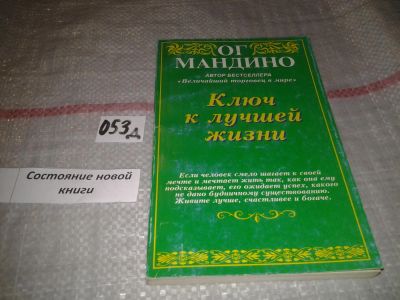 ОГ
МАНДИНО
АВТОР БЕСТСЕЛЛЕРА
«Величайший торговец в мире»
Ключ
к лучшей
жизни
Если человек смело шагает к своей
мечте и мечтает жить так, как она ему
подсказывает, его ожидает успех, какого
не дано будничному существованию.
Живите лучше, счастливее и богаче.
053д
Состояние новой
книги